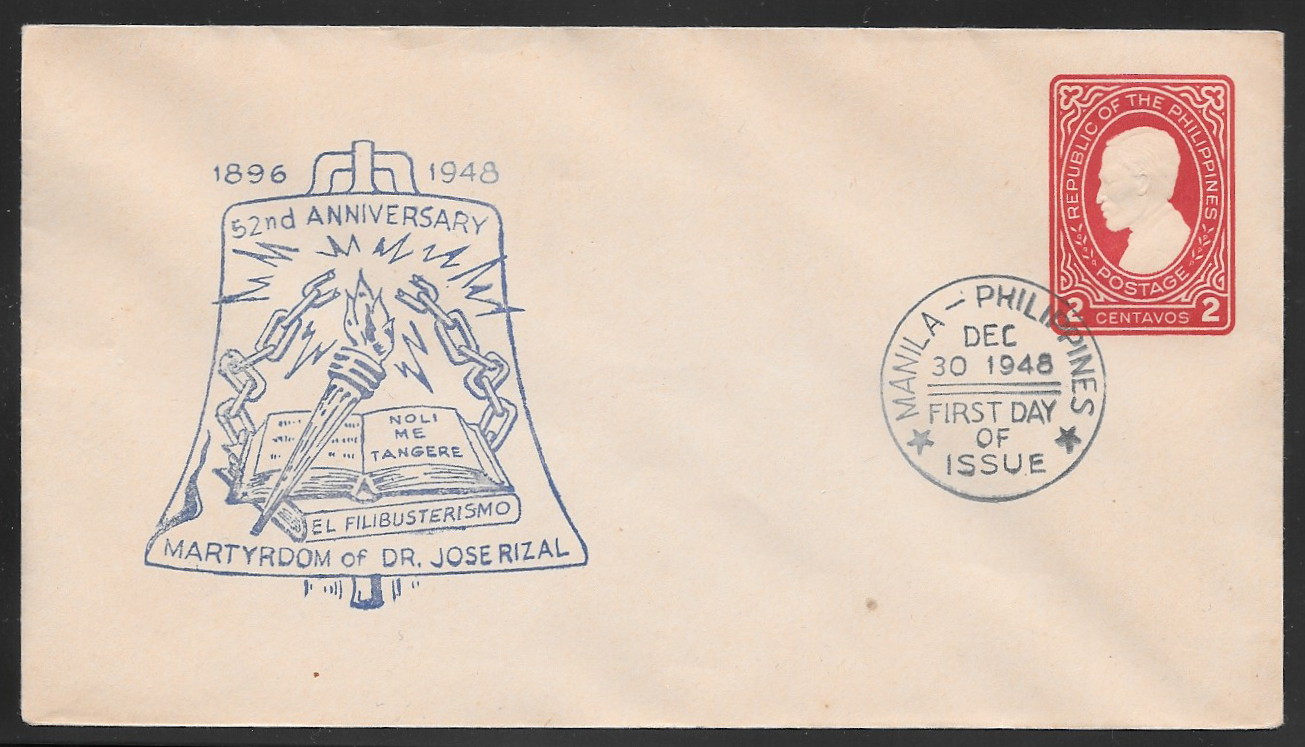 1896 1948
52nd ANNIVERSARY
NOLI
ME
TANGERE
EL FILIBUSTERISMO
MARTYRDOM of DR. JOSE RIZAL
REPUBLIC OF THE PHILIPPINES
POSTAGE
2 CENTAVOS 2
MANILA — PHILIPPINES
DEC
30 1948
FIRST DAY
OF
ISSUE